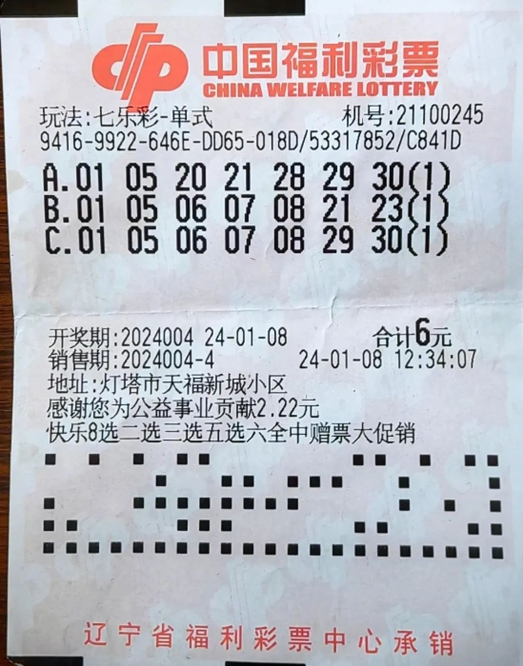 中国福利彩票
CHINA WELFARE LOTTERY
玩法:七乐彩-单式 机号:21100245
9416-9922-646E-DD65-018D/53317852/C841D
A.01 05 20 21 28 29 30(1)
B.01 05 06 07 08 21 23(1)
C.01 05 06 07 08 29 30(1)
开奖期:2024004 24-01-08 合计6元
销售期:2024004-4 24-01-08 12:34:07
地址:灯塔市天福新城小区
感谢您为公益事业贡献2.22元
快乐8选二选三选五选六全中赠票大促销
辽宁省福利彩票中心承销